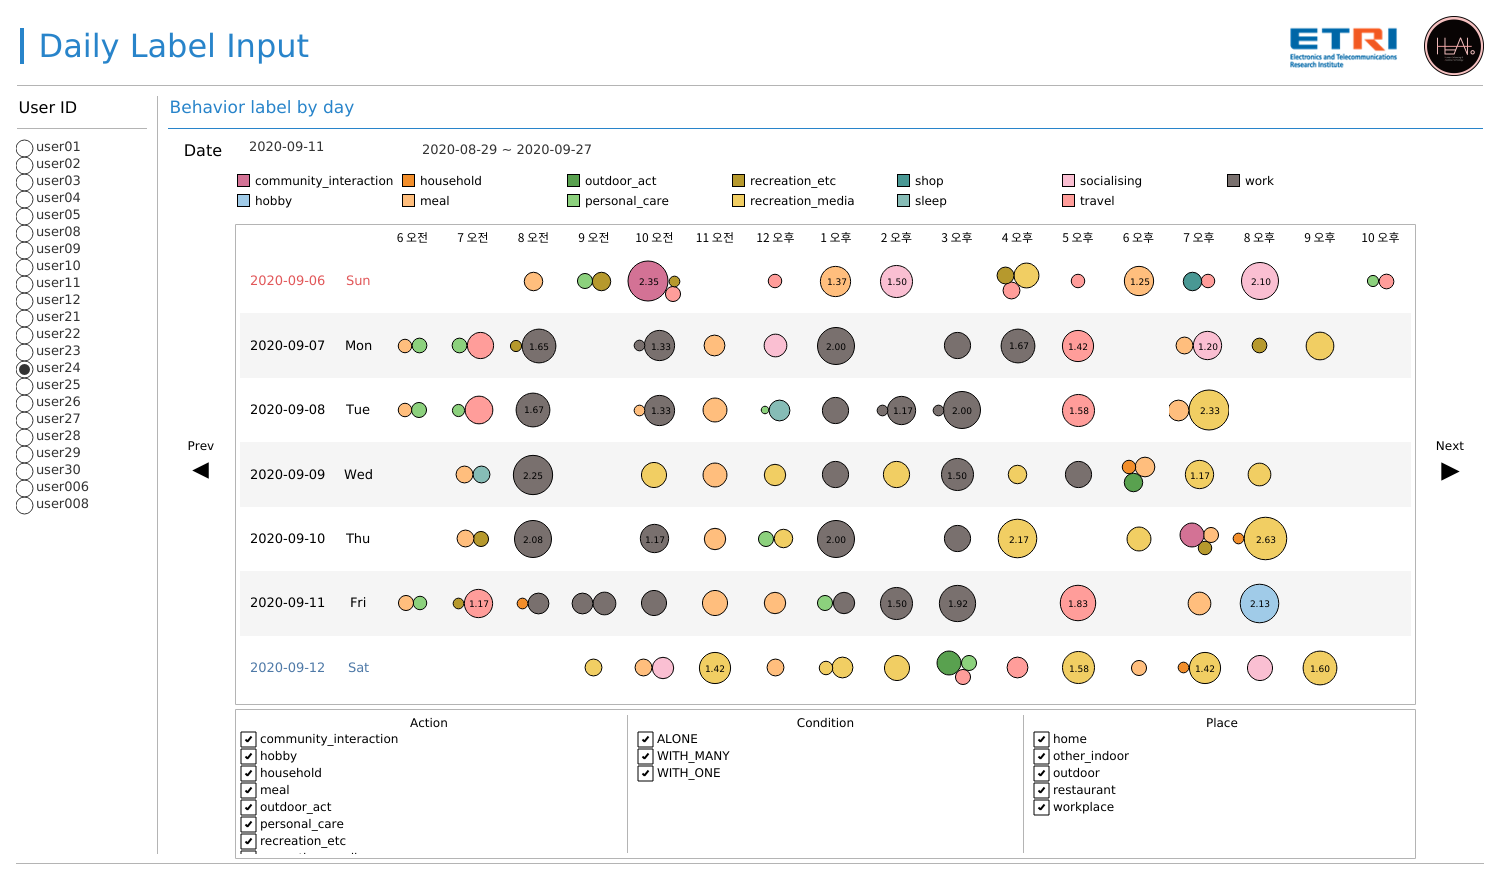 Daily Label Input
ETRI
Electronics and Telecommunications
Research Institute
User ID
user01
user02
user03
user04
user05
user08
user09
user10
user11
user12
user21
user22
user23
user24
user25
user26
user27
user28
user29
user30
user006
user008
Behavior label by day
Date 2020-09-11 2020-08-29 ~ 2020-09-27
community_interaction household outdoor_act recreation_etc shop socialising work
hobby meal personal_care recreation_media sleep travel
6 오전 7 오전 8 오전 9 오전 10 오전 11 오전 12 오후 1 오후 2 오후 3 오후 4 오후 5 오후 6 오후 7 오후 8 오후 9 오후 10 오후
2020-09-06 Sun 2.35 1.37 1.50 1.25 2.10
2020-09-07 Mon 1.65 1.33 2.00 1.67 1.42 1.20
2020-09-08 Tue 1.67 1.33 1.17 2.00 1.58 2.33
Prev
Next
2020-09-09 Wed 2.25 1.50 1.17
2020-09-10 Thu 2.08 1.17 2.00 2.17 2.63
2020-09-11 Fri 1.17 1.50 1.92 1.83 2.13
2020-09-12 Sat 1.42 1.58 1.42 1.60
Action
community_interaction
hobby
household
meal
outdoor_act
personal_care
recreation_etc
Condition
ALONE
WITH_MANY
WITH_ONE
Place
home
other_indoor
outdoor
restaurant
workplace